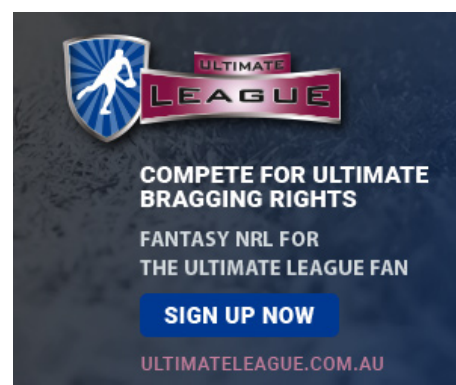 ULTIMATE
LEAGUE
COMPETE FOR ULTIMATE
BRAGGING RIGHTS
FANTASY NRL FOR
THE ULTIMATE LEAGUE FAN
SIGN UP NOW
ULTIMATELEAGUE.COM.AU